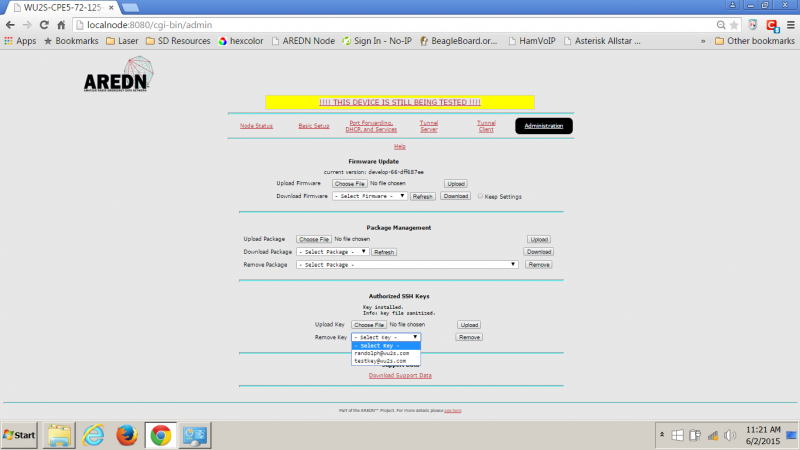 WU2S-CPE5-72-125
localnode:8080/cgi-bin/admin
Apps Bookmarks Laser SD Resources hexcolor AREDN Node Sign In - No-IP BeagleBoard.or... HamVoIP Asterisk Allstar » Other bookmarks
AREDN
AMATEUR RADIO EMERGENCY DATA NETWORK
!!!! THIS DEVICE IS STILL BEING TESTED !!!!
Node Status Basic Setup Port Forwarding, DHCP, and Services Tunnel Server Tunnel Client Administration
Help
Firmware Update
current version: develop-66-dff687ee
Upload Firmware Choose File No file chosen Upload
Download Firmware - Select Firmware - Refresh Download Keep Settings
Package Management
Upload Package Choose File No file chosen Upload
Download Package - Select Package - Refresh Download
Remove Package - Select Package - Remove
Authorized SSH Keys
Key installed.
Info: key file sanitized.
Upload Key Choose File No file chosen Upload
Remove Key - Select Key - Remove
- Select Key -
randolph@wu2s.com
testkey@wu2s.com
Support Data
Download Support Data
Part of the AREDN™ Project. For more details please see here
Start
11:21 AM
6/2/2015